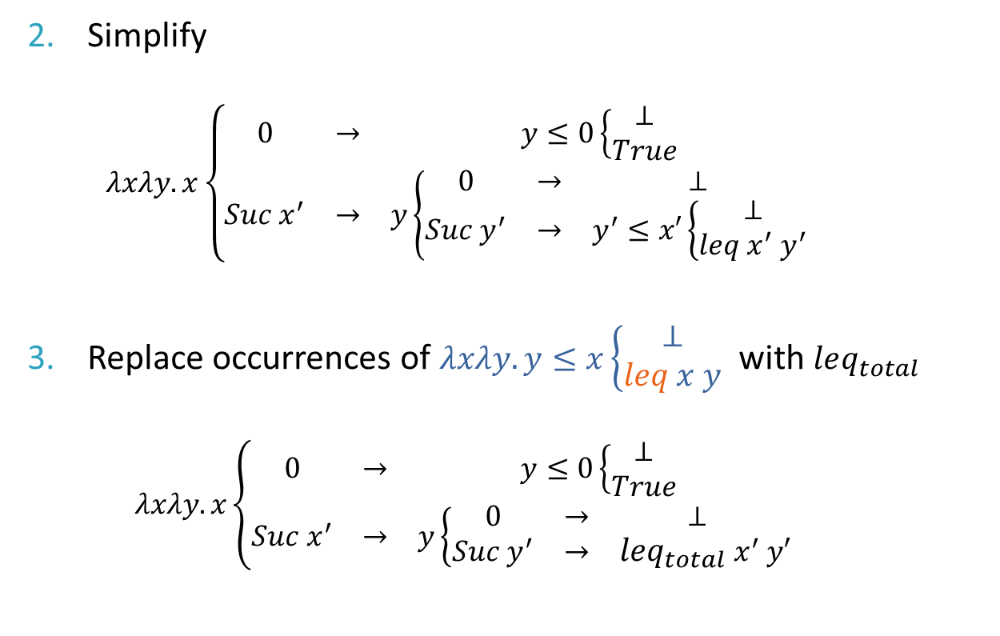 2. Simplify
0 → y ≤ 0 { ⊥
True
λxλy. x { 0 → ⊥
Suc x′ → y { Suc y′ → y′ ≤ x′ { ⊥
leq x′ y′
3. Replace occurrences of λxλy. y ≤ x { ⊥ leq x y with leq_total
0 → y ≤ 0 { ⊥
True
λxλy. x { 0 → ⊥
Suc x′ → y { Suc y′ → leq_total x′ y′